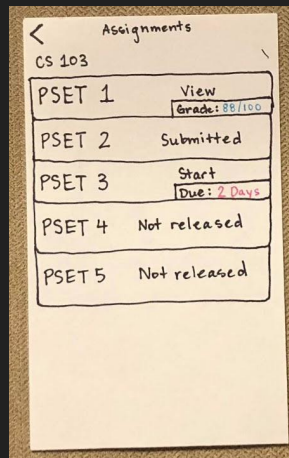 < Assignments
CS 103
PSET 1 View
Grade: 88/100
PSET 2 Submitted
PSET 3 Start
Due: 2 Days
PSET 4 Not released
PSET 5 Not released